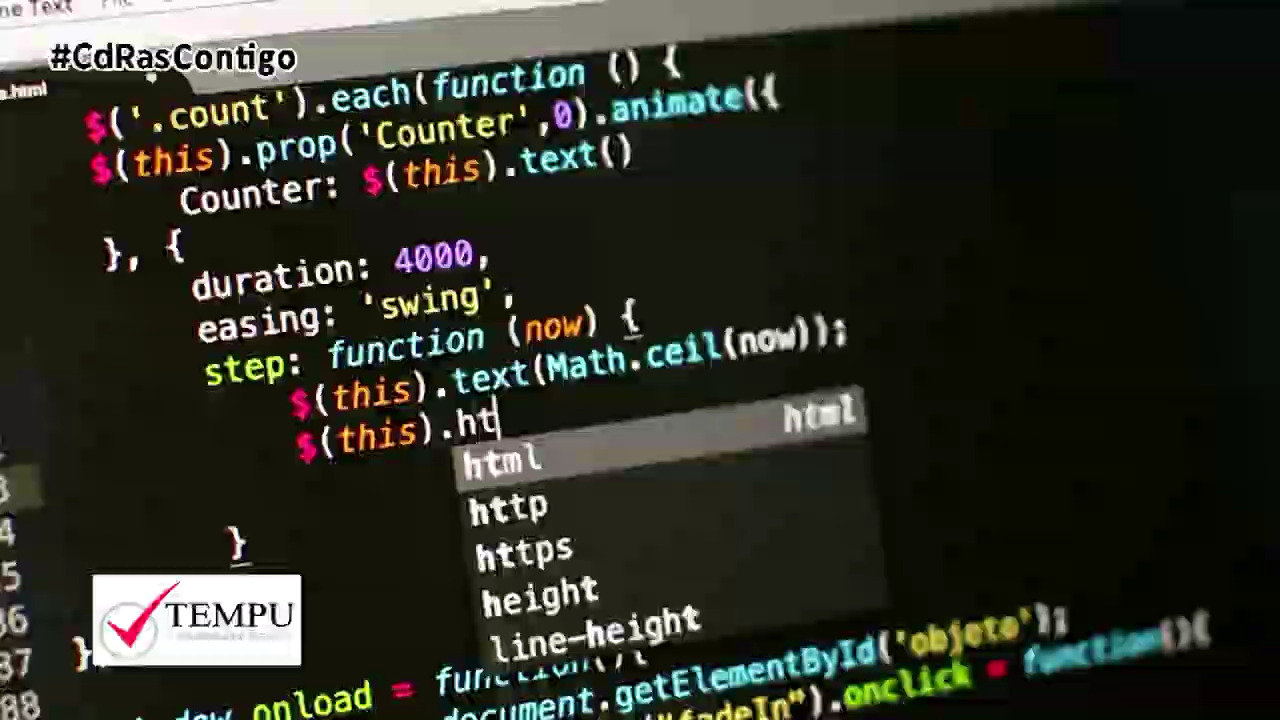 #CdRasContigo
.html
$('.count').each(function () {
$(this).prop('Counter',0).animate({
Counter: $(this).text()
}, {
duration: 4000,
easing: 'swing',
step: function (now) {
$(this).text(Math.ceil(now));
$(this).ht
html html
http
https
height
line-height
}
TEMPU
onload = function(){
document.getElementById('objeto');
fadeIn").onclick = function(){